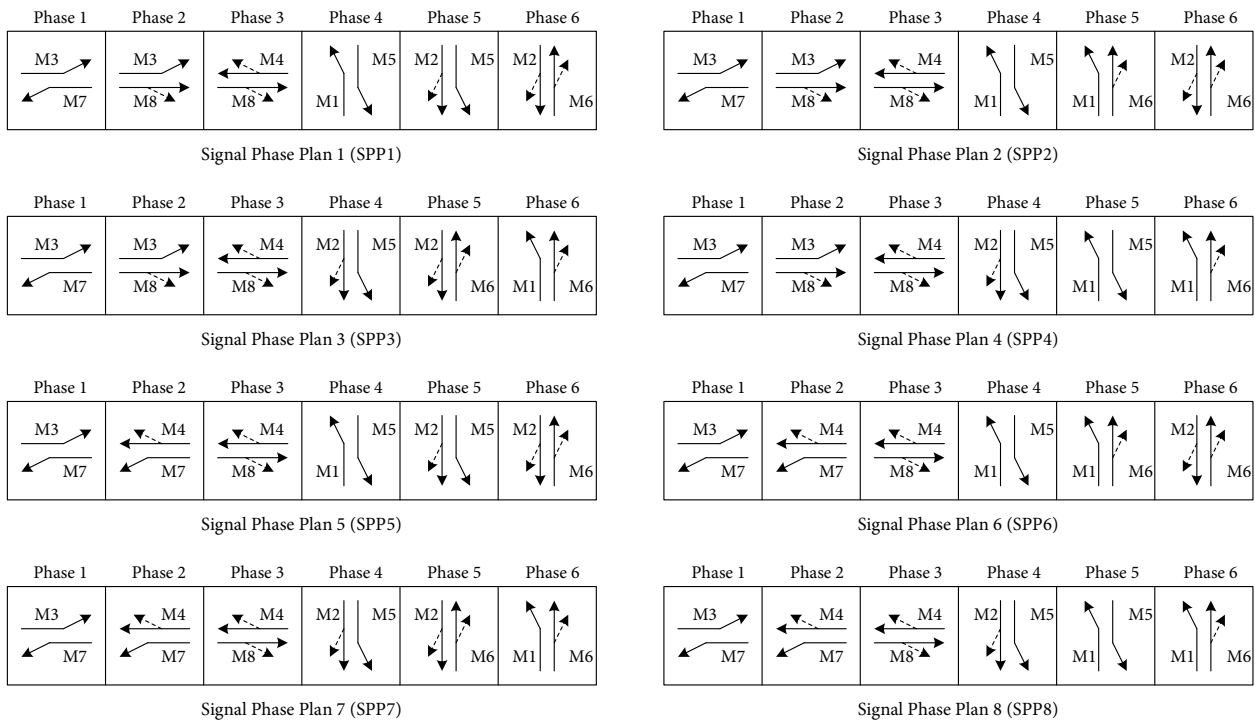 Phase 1 Phase 2 Phase 3 Phase 4 Phase 5 Phase 6
M3 M3 M4 M5 M2 M5 M2
M7 M8 M8 M1 M6
Signal Phase Plan 1 (SPP1)
Phase 1 Phase 2 Phase 3 Phase 4 Phase 5 Phase 6
M3 M3 M4 M5 M2
M7 M8 M8 M1 M1 M6 M6
Signal Phase Plan 2 (SPP2)
Phase 1 Phase 2 Phase 3 Phase 4 Phase 5 Phase 6
M3 M3 M4 M2 M5 M2
M7 M8 M8 M6 M1 M6
Signal Phase Plan 3 (SPP3)
Phase 1 Phase 2 Phase 3 Phase 4 Phase 5 Phase 6
M3 M3 M4 M2 M5 M5
M7 M8 M8 M1 M1 M6
Signal Phase Plan 4 (SPP4)
Phase 1 Phase 2 Phase 3 Phase 4 Phase 5 Phase 6
M3 M4 M4 M5 M2 M5 M2
M7 M7 M8 M1 M6
Signal Phase Plan 5 (SPP5)
Phase 1 Phase 2 Phase 3 Phase 4 Phase 5 Phase 6
M3 M4 M4 M5 M2
M7 M7 M8 M1 M1 M6 M6
Signal Phase Plan 6 (SPP6)
Phase 1 Phase 2 Phase 3 Phase 4 Phase 5 Phase 6
M3 M4 M4 M2 M5 M2
M7 M7 M8 M6 M1 M6
Signal Phase Plan 7 (SPP7)
Phase 1 Phase 2 Phase 3 Phase 4 Phase 5 Phase 6
M3 M4 M4 M2 M5 M5
M7 M7 M8 M1 M1 M6
Signal Phase Plan 8 (SPP8)